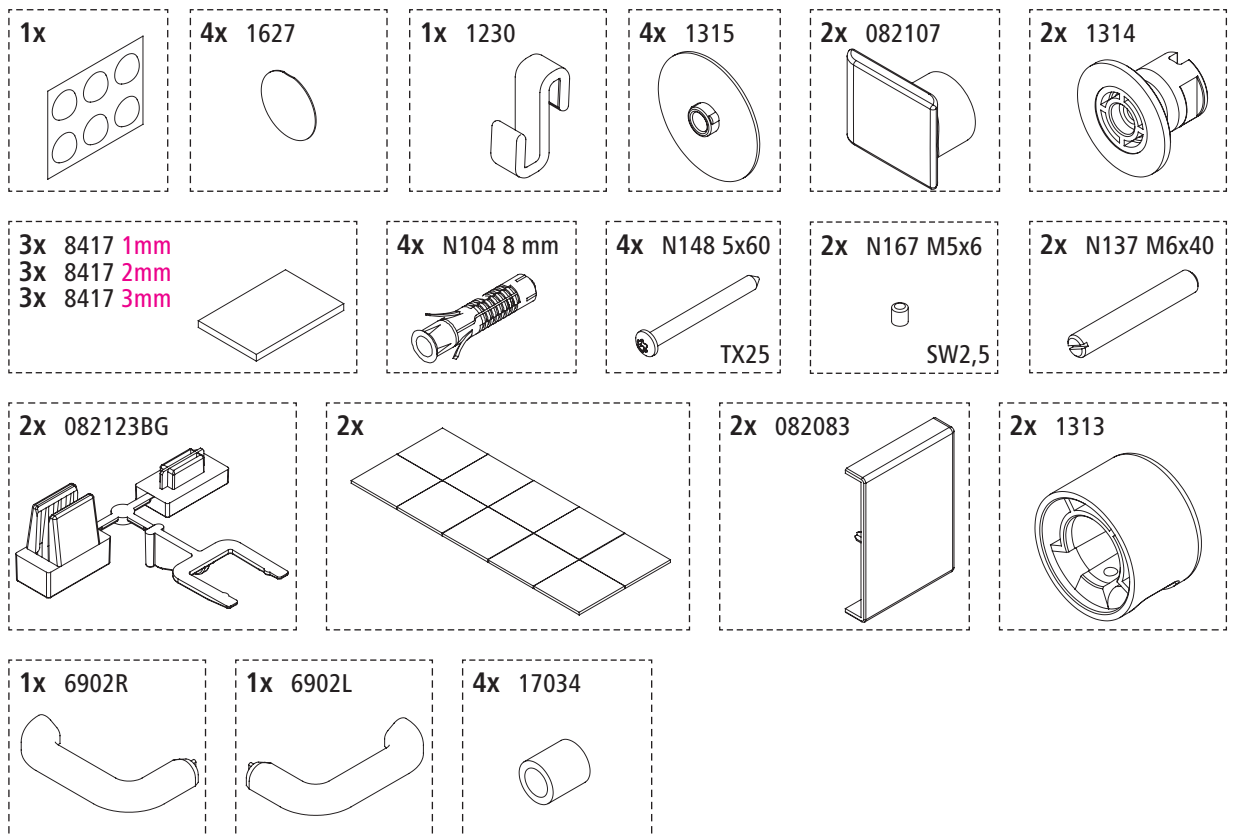 1x
4x 1627
1x 1230
4x 1315
2x 082107
2x 1314
3x 8417 1mm
3x 8417 2mm
3x 8417 3mm
4x N104 8 mm
4x N148 5x60
TX25
2x N167 M5x6
SW2,5
2x N137 M6x40
2x 082123BG
2x
2x 082083
2x 1313
1x 6902R
1x 6902L
4x 17034